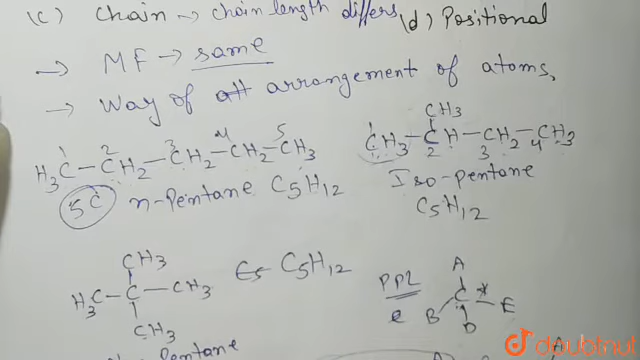 (C) Chain → chain length differs (d) Positional
→ MF → same
→ Way of arrangement of atoms,
1 2 3 4 5
H3C-CH2-CH2-CH2-CH3
5C n-Pentane C5H12
CH3
1 2 3 4
CH3-CH-CH2-CH3
Iso-pentane
C5H12
CH3
H3C-C-CH3
CH3
C5H12
PPL
A
B C* E
D
Pentane
doubtnut